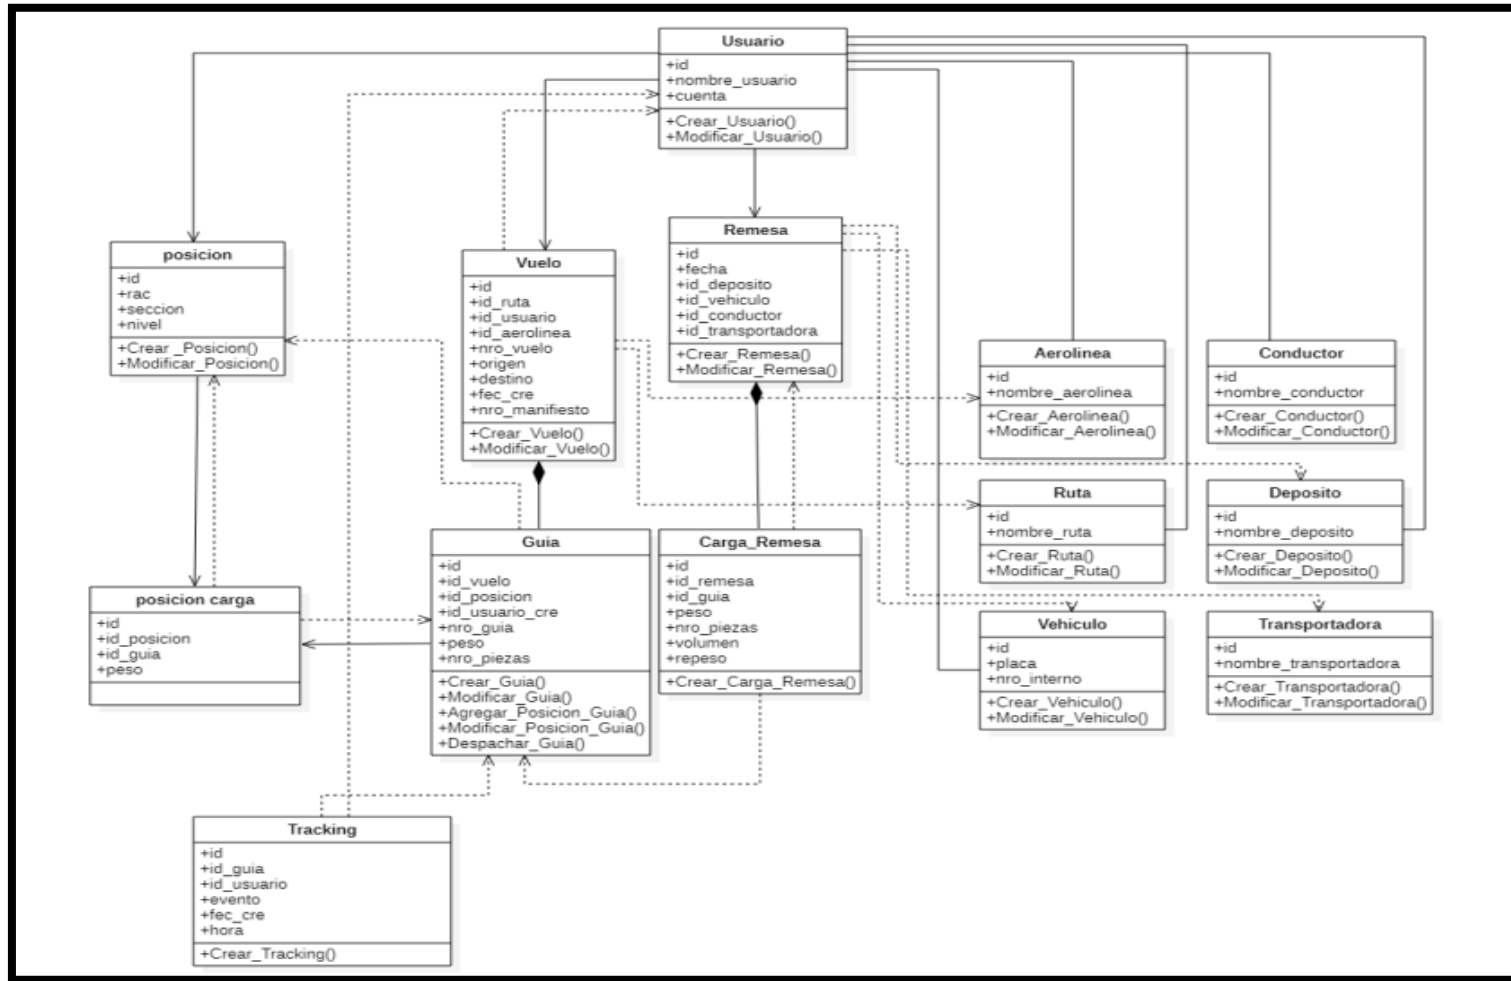 Usuario
+id
+nombre_usuario
+cuenta
+Crear_Usuario()
+Modificar_Usuario()
posicion
+id
+rac
+seccion
+nivel
+Crear _Posicion()
+Modificar_Posicion()
Vuelo
+id
+id_ruta
+id_usuario
+id_aerolinea
+nro_vuelo
+origen
+destino
+fec_cre
+nro_manifiesto
+Crear_Vuelo()
+Modificar_Vuelo()
Remesa
+id
+fecha
+id_deposito
+id_vehiculo
+id_conductor
+id_transportadora
+Crear_Remesa()
+Modificar_Remesa()
Aerolinea
+id
+nombre_aerolinea
+Crear_Aerolinea()
+Modificar_Aerolinea()
Conductor
+id
+nombre_conductor
+Crear_Conductor()
+Modificar_Conductor()
Ruta
+id
+nombre_ruta
+Crear_Ruta()
+Modificar_Ruta()
Deposito
+id
+nombre_deposito
+Crear_Deposito()
+Modificar_Deposito()
posicion carga
+id
+id_posicion
+id_guia
+peso
Guia
+id
+id_vuelo
+id_posicion
+id_usuario_cre
+nro_guia
+peso
+nro_piezas
+Crear_Guia()
+Modificar_Guia()
+Agregar_Posicion_Guia()
+Modificar_Posicion_Guia()
+Despachar_Guia()
Carga_Remesa
+id
+id_remesa
+id_guia
+peso
+nro_piezas
+volumen
+repeso
+Crear_Carga_Remesa()
Vehiculo
+id
+placa
+nro_interno
+Crear_Vehiculo()
+Modificar_Vehiculo()
Transportadora
+id
+nombre_transportadora
+Crear_Transportadora()
+Modificar_Transportadora()
Tracking
+id
+id_guia
+id_usuario
+evento
+fec_cre
+hora
+Crear_Tracking()